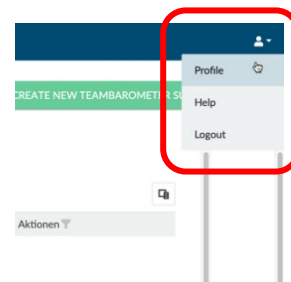 Profile
CREATE NEW TEAMBAROMETER SU
Help
Logout
Aktionen